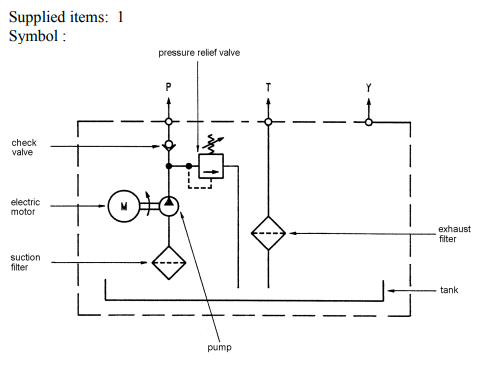 Supplied items: 1
Symbol :
pressure relief valve
P
T
Y
check
valve
electric
motor
M
suction
filter
exhaust
filter
tank
pump